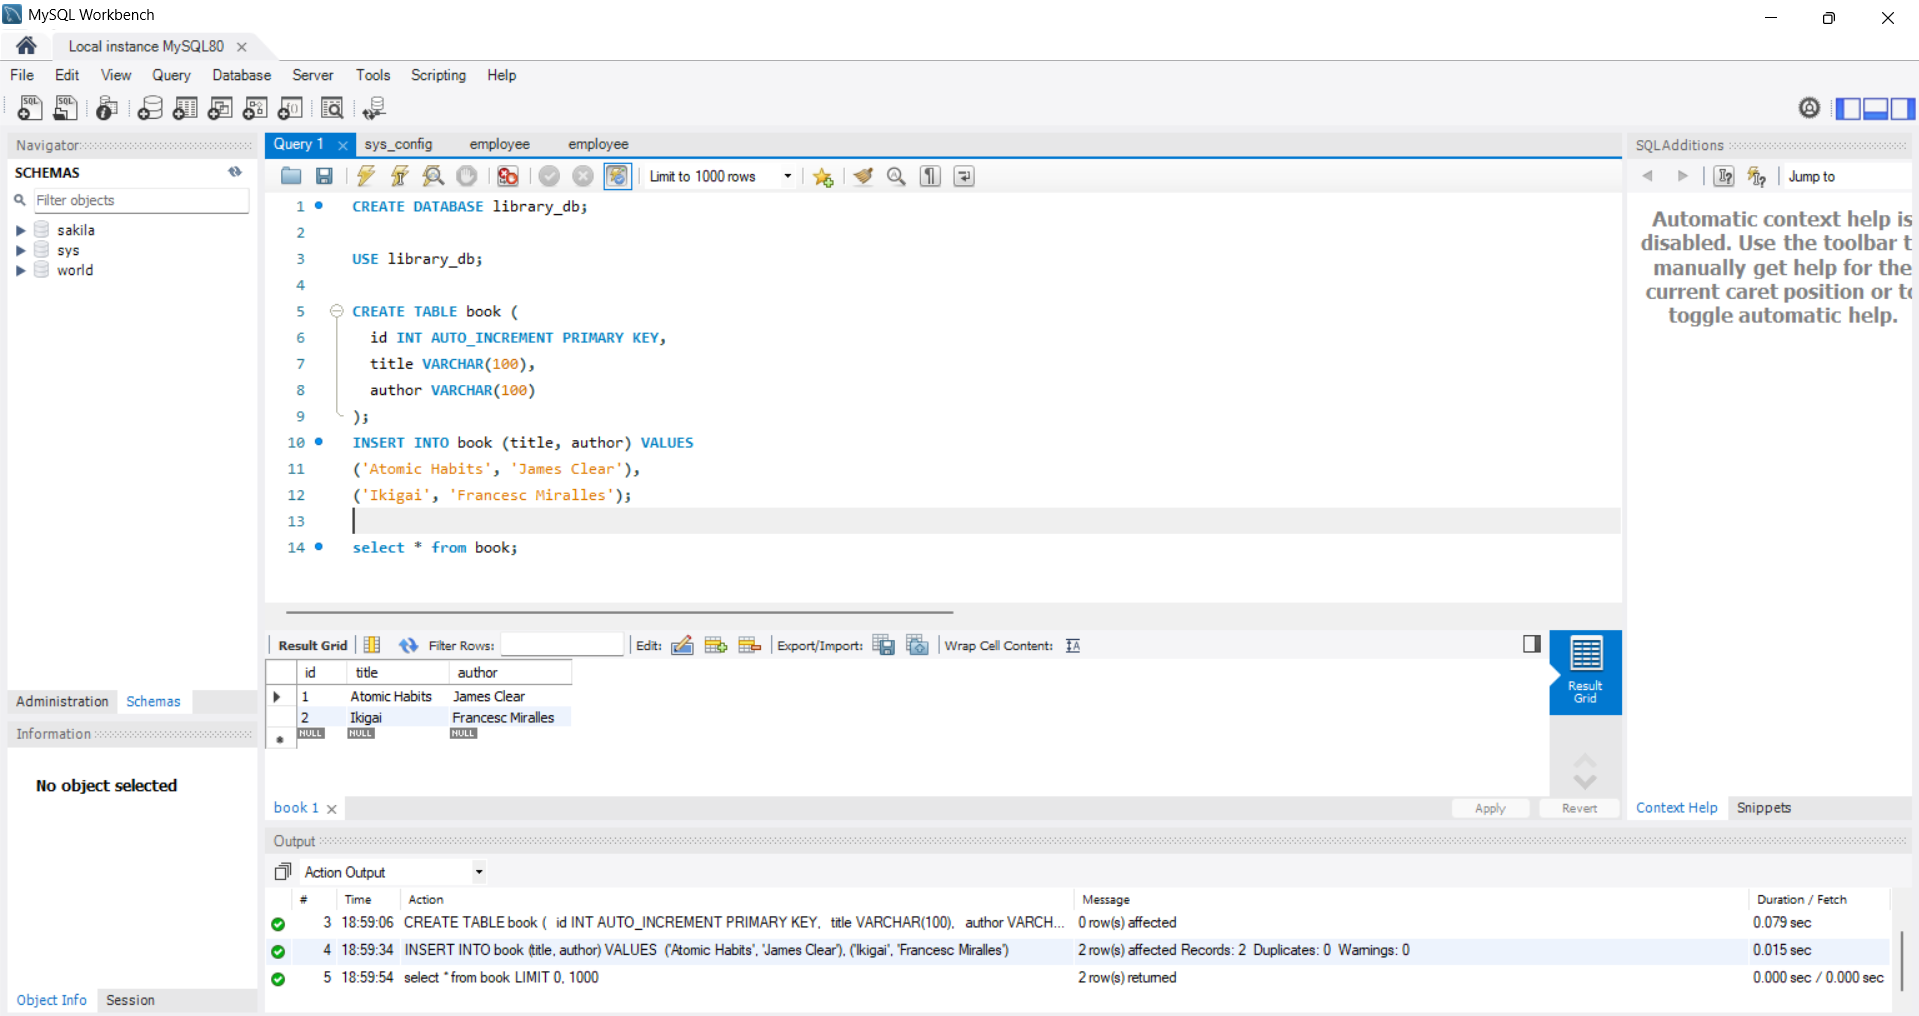 MySQL Workbench
Local instance MySQL80
File Edit View Query Database Server Tools Scripting Help
Navigator
SCHEMAS
Filter objects
sakila
sys
world
Administration Schemas
Information
No object selected
Object Info Session
Query 1 sys_config employee employee
Limit to 1000 rows
1 CREATE DATABASE library_db;
2
3 USE library_db;
4
5 CREATE TABLE book (
6 id INT AUTO_INCREMENT PRIMARY KEY,
7 title VARCHAR(100),
8 author VARCHAR(100)
9 );
10 INSERT INTO book (title, author) VALUES
11 ('Atomic Habits', 'James Clear'),
12 ('Ikigai', 'Francesc Miralles');
13
14 select * from book;
Result Grid Filter Rows: Edit: Export/Import: Wrap Cell Content:
id title author
1 Atomic Habits James Clear
2 Ikigai Francesc Miralles
NULL NULL NULL
Result
Grid
book 1 Apply Revert
SQLAdditions
Jump to
Automatic context help is
disabled. Use the toolbar t
manually get help for the
current caret position or to
toggle automatic help.
Context Help Snippets
Output
Action Output
# Time Action Message Duration / Fetch
3 18:59:06 CREATE TABLE book ( id INT AUTO_INCREMENT PRIMARY KEY, title VARCHAR(100), author VARCH... 0 row(s) affected 0.079 sec
4 18:59:34 INSERT INTO book (title, author) VALUES ('Atomic Habits', 'James Clear'), ('Ikigai', 'Francesc Miralles') 2 row(s) affected Records: 2 Duplicates: 0 Warnings: 0 0.015 sec
5 18:59:54 select * from book LIMIT 0, 1000 2 row(s) returned 0.000 sec / 0.000 sec